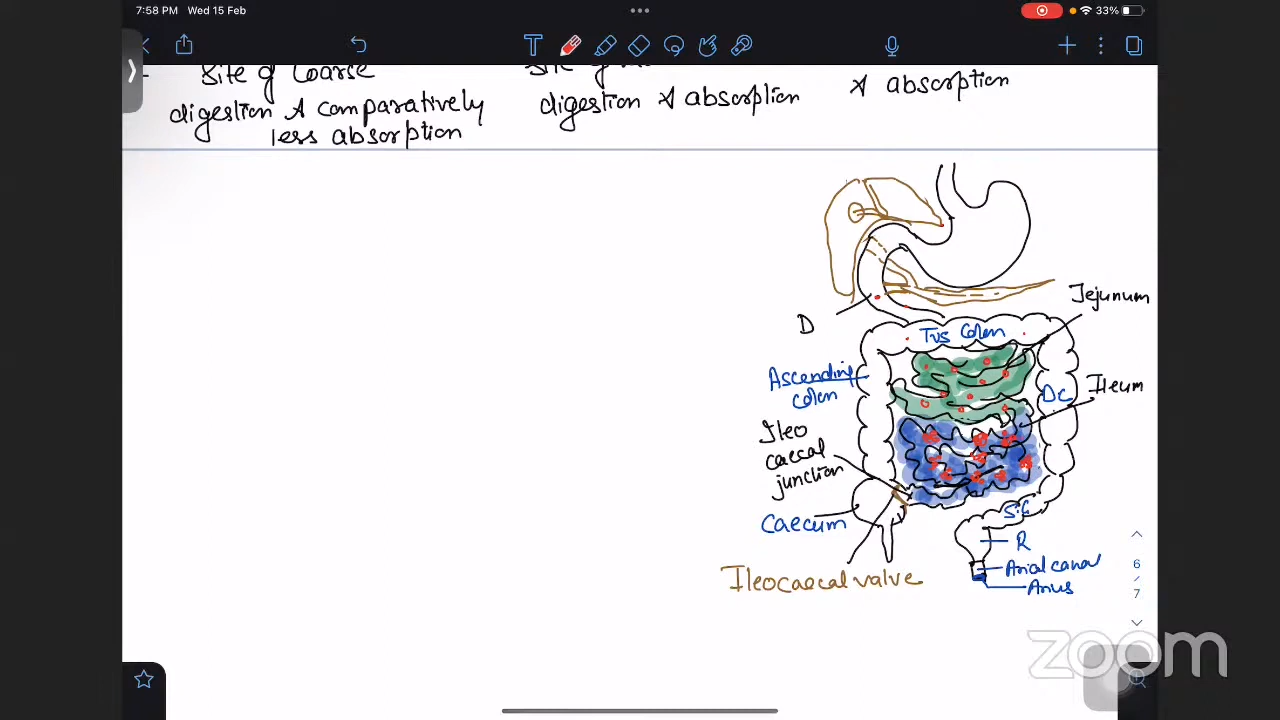 7:58 PM Wed 15 Feb
33%
Site of Coarse
digestion & comparatively
less absorption
digestion & absorption
& absorption
Jejunum
D
Trs Colon
Ascending
colon
DC
Ileum
Ileo
caecal
junction
Caecum
S.C
R
Anal canal
Anus
Ileocaecal valve
6
/
7
zoom